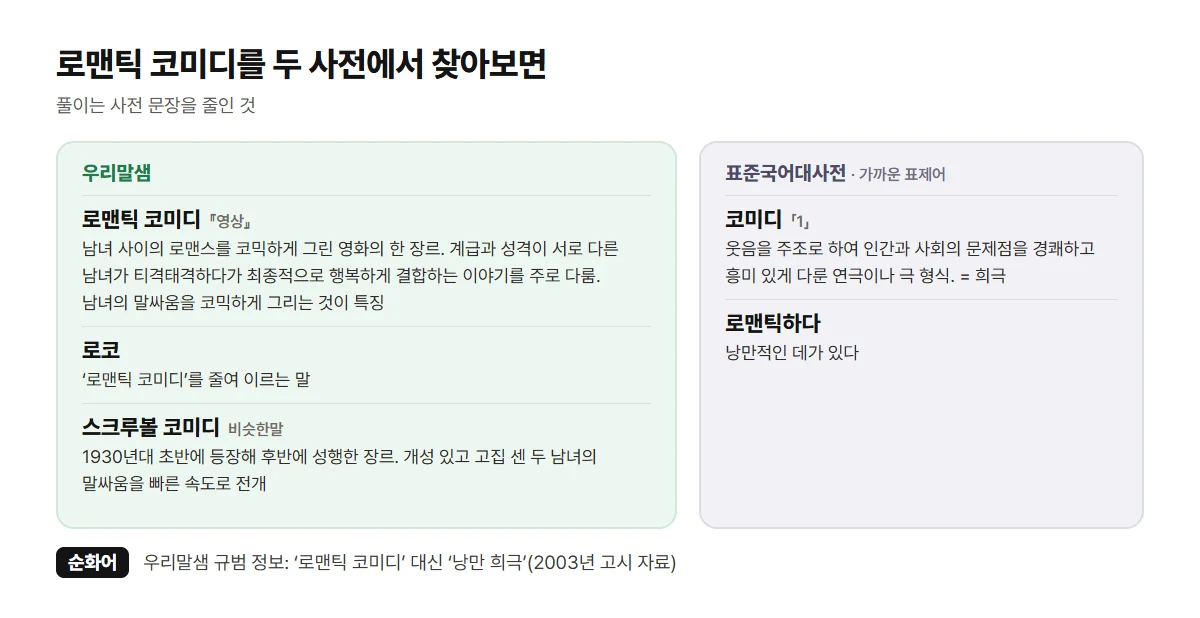 로맨틱 코미디를 두 사전에서 찾아보면
풀이는 사전 문장을 줄인 것
우리말샘
로맨틱 코미디 『영상』
남녀 사이의 로맨스를 코믹하게 그린 영화의 한 장르. 계급과 성격이 서로 다른
남녀가 티격태격하다가 최종적으로 행복하게 결합하는 이야기를 주로 다룸.
남녀의 말싸움을 코믹하게 그리는 것이 특징
로코
‘로맨틱 코미디’를 줄여 이르는 말
스크루볼 코미디 비슷한말
1930년대 초반에 등장해 후반에 성행한 장르. 개성 있고 고집 센 두 남녀의
말싸움을 빠른 속도로 전개
표준국어대사전 · 가까운 표제어
코미디 「1」
웃음을 주조로 하여 인간과 사회의 문제점을 경쾌하고
흥미 있게 다룬 연극이나 극 형식. = 희극
로맨틱하다
낭만적인 데가 있다
순화어 우리말샘 규범 정보: ‘로맨틱 코미디’ 대신 ‘낭만 희극’(2003년 고시 자료)